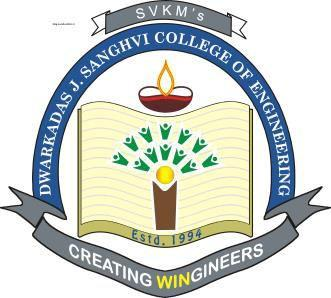 SVKM's
DWARKADAS J. SANGHVI COLLEGE OF ENGINEERING
Estd. 1994
CREATING WINGINEERS